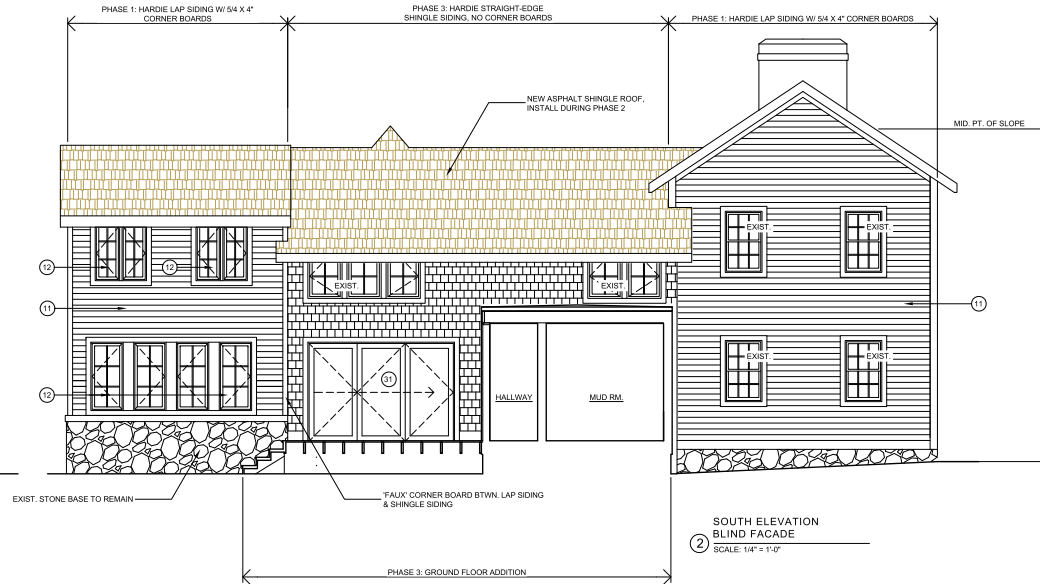 PHASE 1: HARDIE LAP SIDING W/ 5/4 X 4"
CORNER BOARDS
PHASE 3: HARDIE STRAIGHT-EDGE
SHINGLE SIDING, NO CORNER BOARDS
PHASE 1: HARDIE LAP SIDING W/ 5/4 X 4" CORNER BOARDS
NEW ASPHALT SHINGLE ROOF,
INSTALL DURING PHASE 2
MID. PT. OF SLOPE
EXIST.
EXIST.
12
12
EXIST.
EXIST.
11
11
EXIST.
EXIST.
31
12
HALLWAY
MUD RM.
EXIST. STONE BASE TO REMAIN
'FAUX' CORNER BOARD BTWN. LAP SIDING
& SHINGLE SIDING
2
SOUTH ELEVATION
BLIND FACADE
SCALE: 1/4" = 1'-0"
PHASE 3: GROUND FLOOR ADDITION